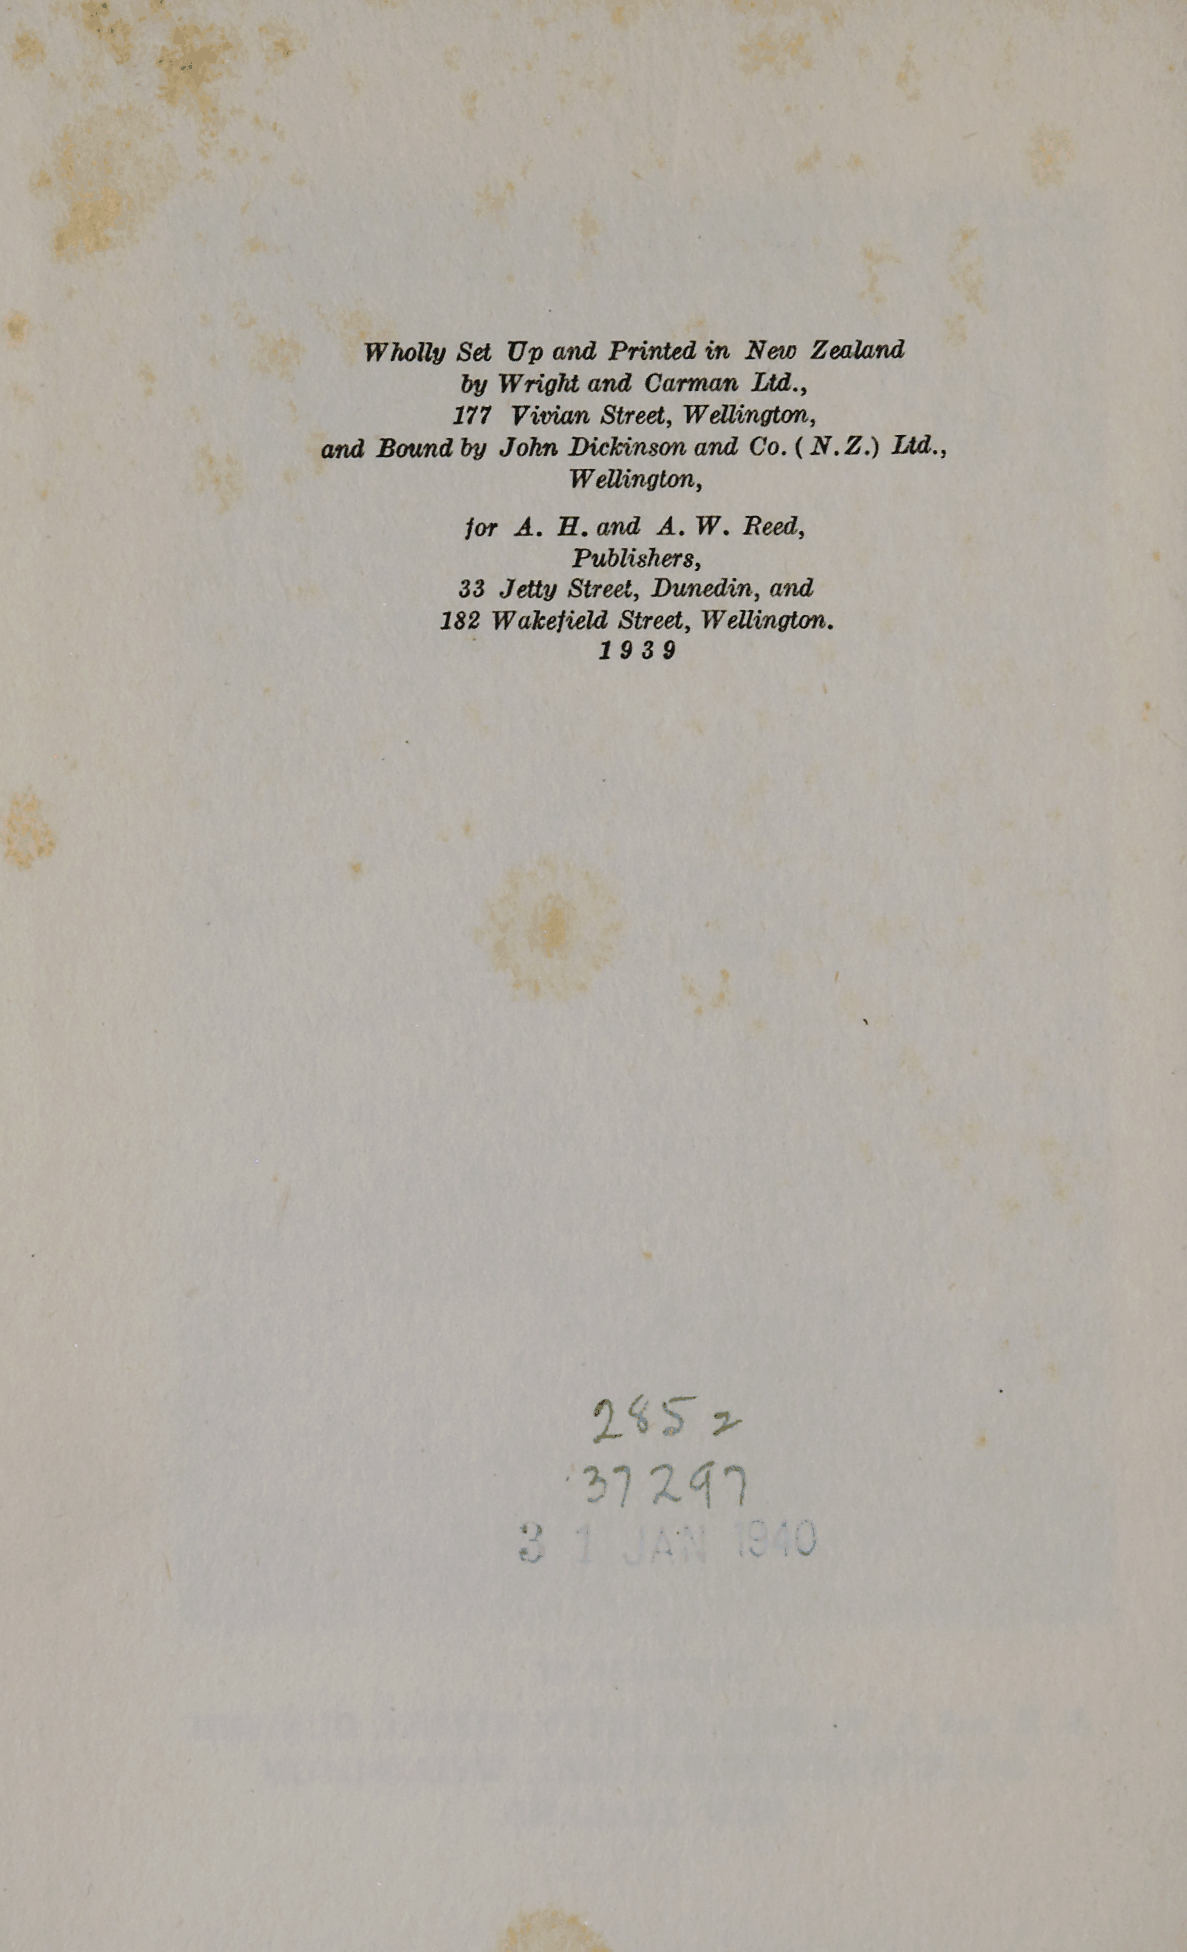 Wholly Set Up and Printed in New Zealand
by Wright and Carman Ltd.,
177 Vivian Street, Wellington,
and Bound by John Dickinson and Co. (N.Z.) Ltd.,
Wellington,
for A. H. and A. W. Reed,
Publishers,
33 Jetty Street, Dunedin, and
182 Wakefield Street, Wellington.
1939
285 z
37297
31 JAN 1940